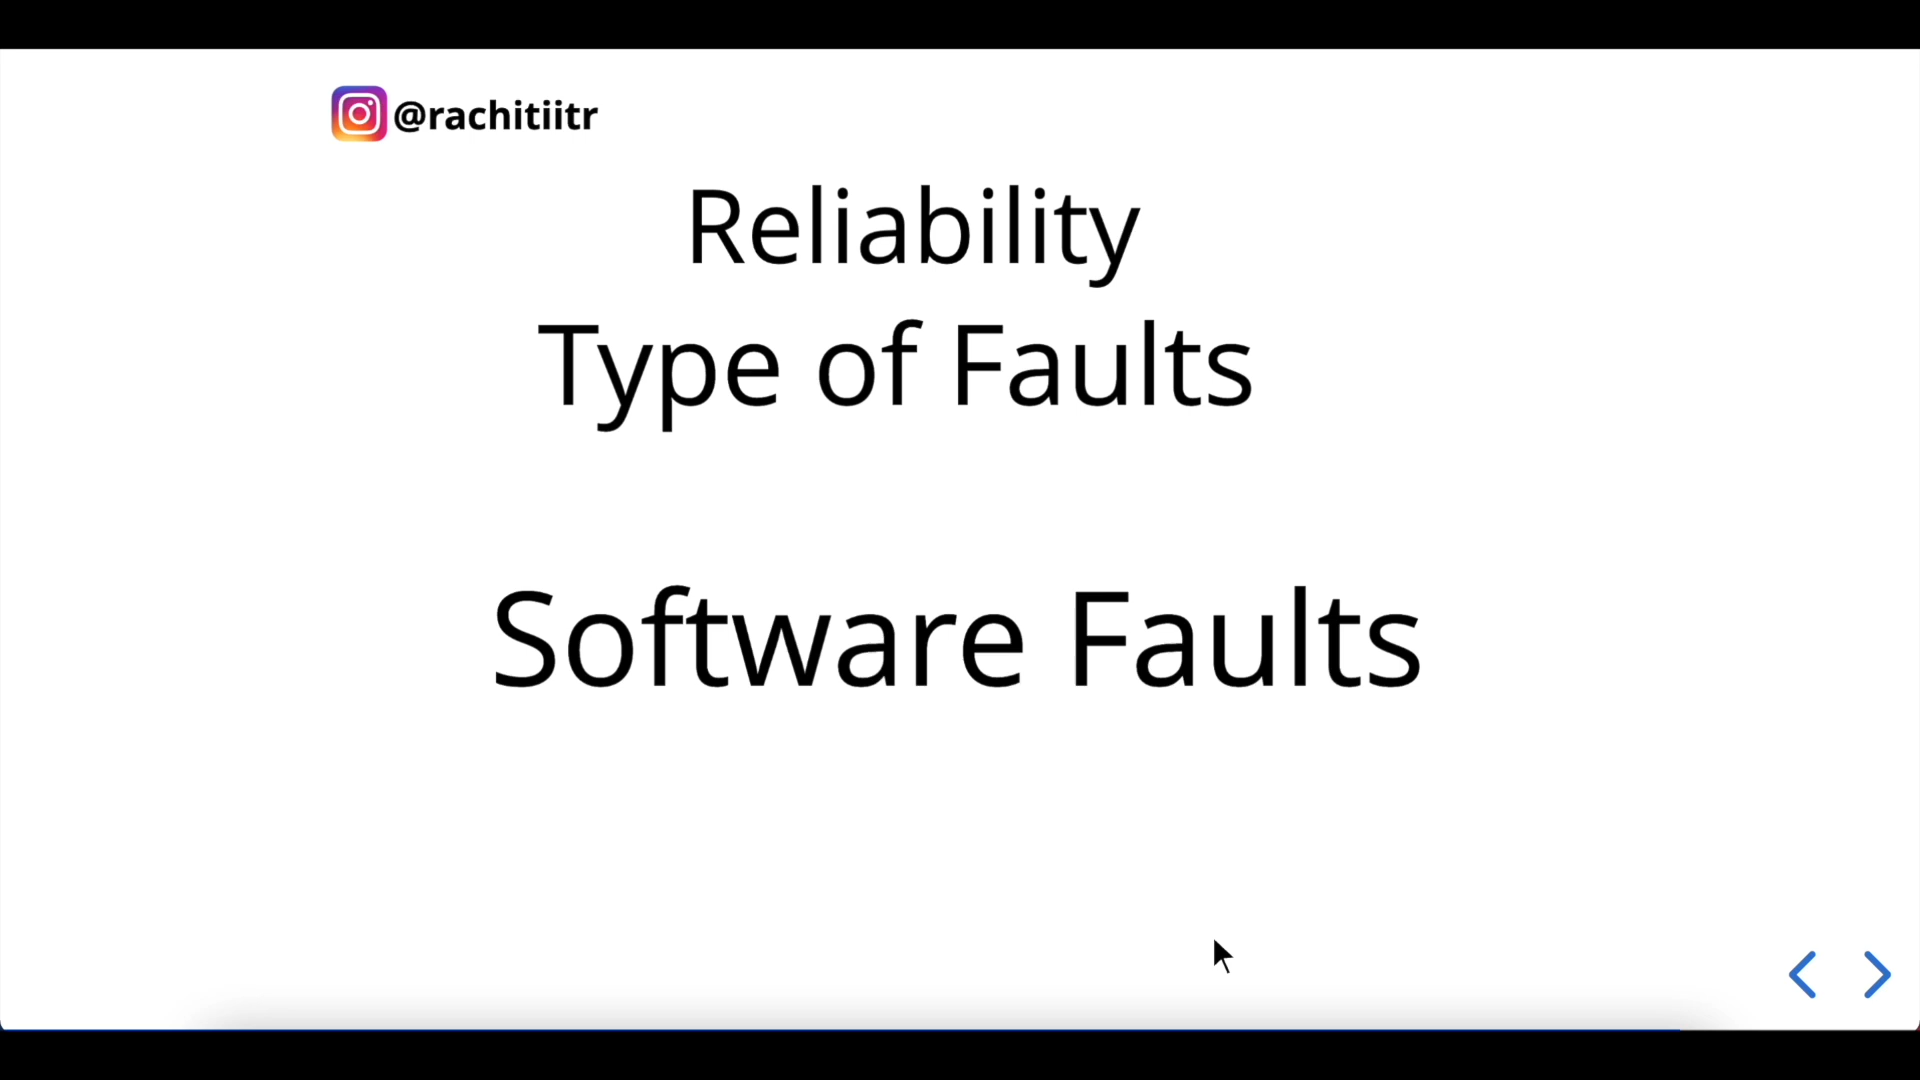 @rachitiitr
Reliability
Type of Faults
Software Faults